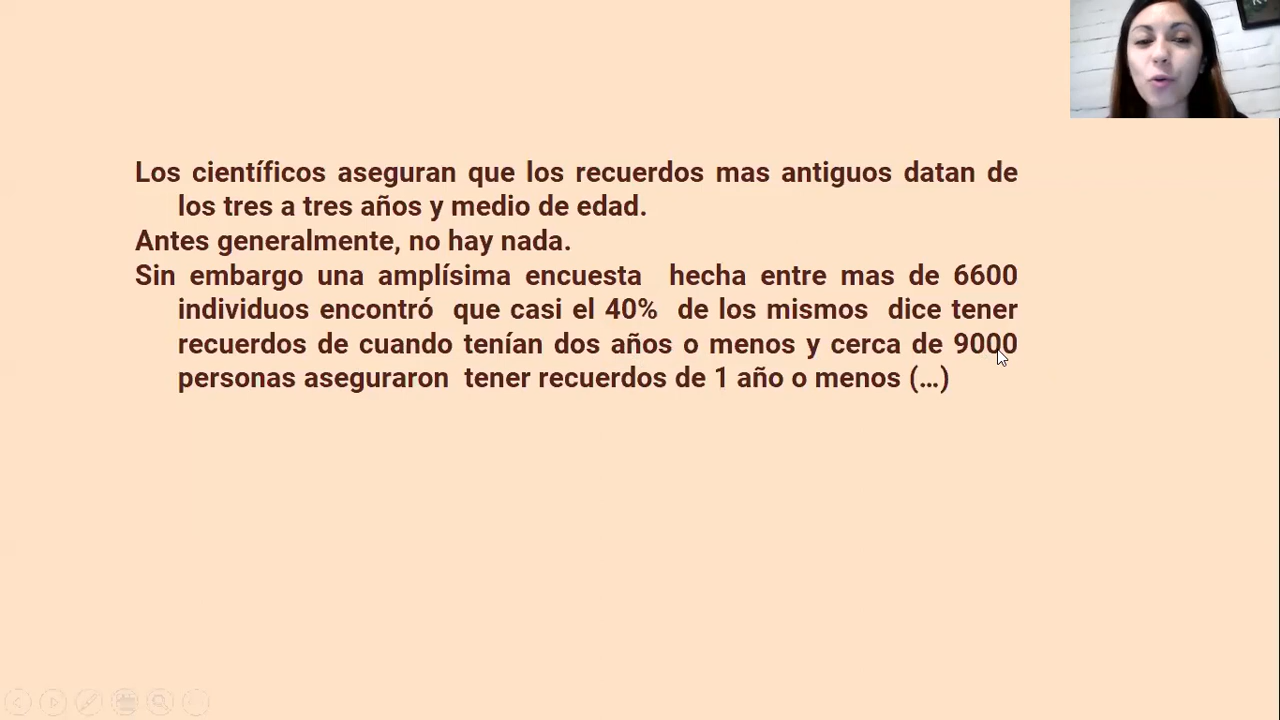 Los científicos aseguran que los recuerdos mas antiguos datan de
los tres a tres años y medio de edad.
Antes generalmente, no hay nada.
Sin embargo una amplísima encuesta hecha entre mas de 6600
individuos encontró que casi el 40% de los mismos dice tener
recuerdos de cuando tenían dos años o menos y cerca de 9000
personas aseguraron tener recuerdos de 1 año o menos (…)